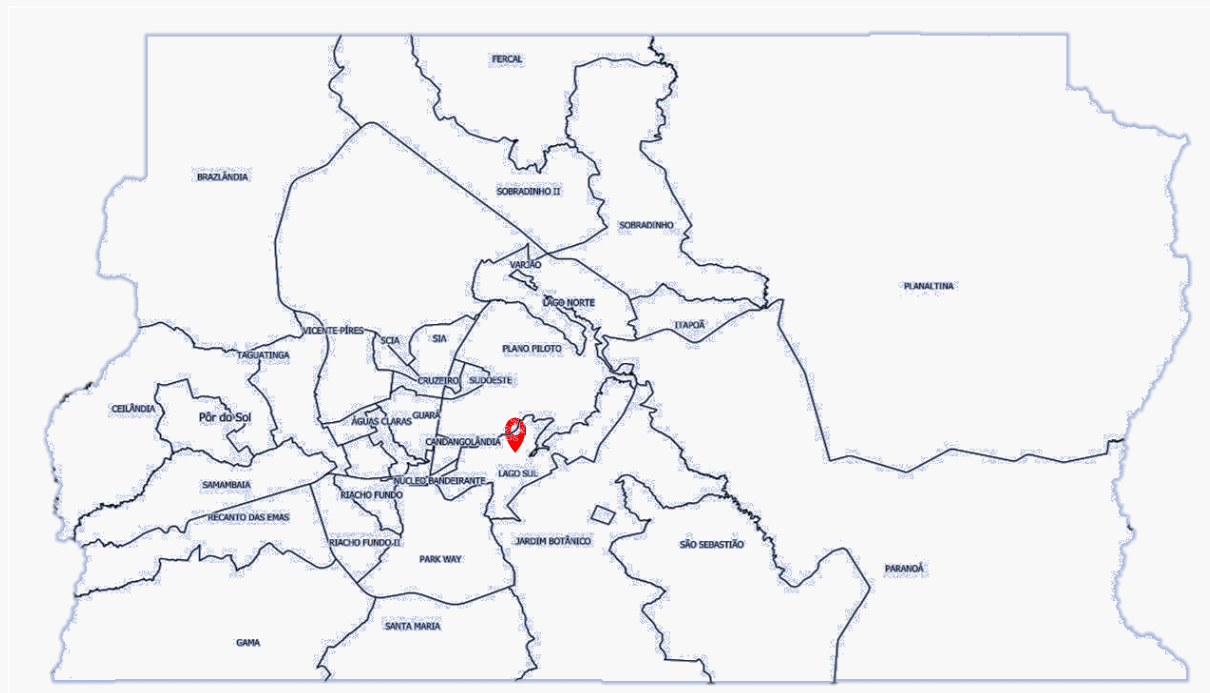 FERCAL
BRAZLÂNDIA
SOBRADINHO II
SOBRADINHO
VARJÃO
PLANALTINA
LAGO NORTE
ITAPOÃ
VICENTE-PÍRES
SCIA
SIA
PLANO PILOTO
TAGUATINGA
CRUZEIRO
SUDOESTE
CEILÂNDIA
Pôr do Sol
ÁGUAS CLARAS
GUARÁ
CANDANGOLÂNDIA
LAGO SUL
SAMAMBAIA
NÚCLEO BANDEIRANTE
RIACHO FUNDO
RECANTO DAS EMAS
RIACHO FUNDO II
JARDIM BOTÂNICO
SÃO SEBASTIÃO
PARK WAY
PARANOÁ
SANTA MARIA
GAMA